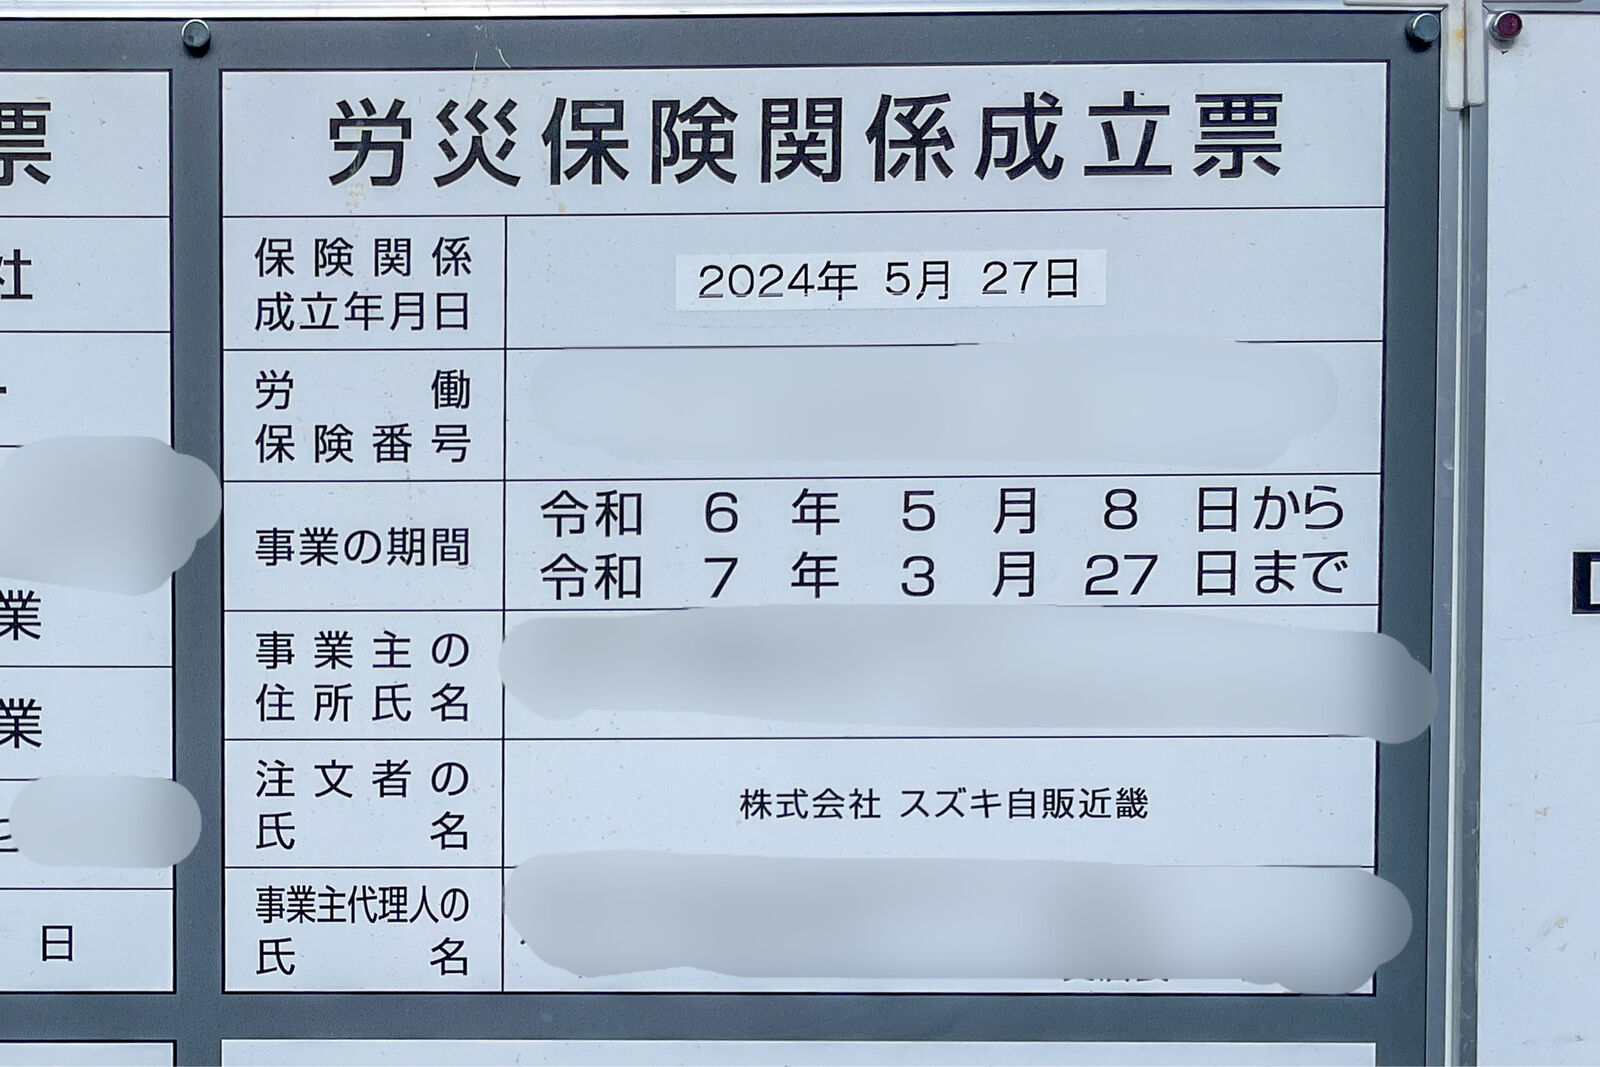 票
社
業
業
日
労災保険関係成立票
保険関係
成立年月日
2024年 5月 27日
労働
保険番号
事業の期間
令和 6 年 5 月 8 日から
令和 7 年 3 月 27 日まで
事業主の
住所氏名
注文者の
氏名
株式会社 スズキ自販近畿
事業主代理人の
氏名